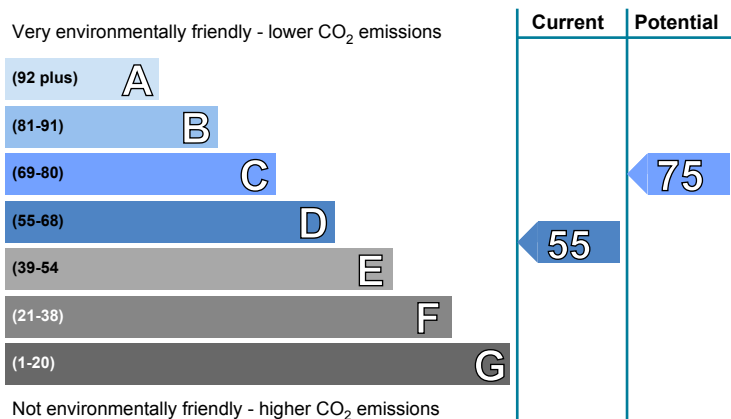 Very environmentally friendly - lower CO2 emissions
Current
Potential
(92 plus) A
(81-91) B
(69-80) C
75
(55-68) D
55
(39-54 E
(21-38) F
(1-20) G
Not environmentally friendly - higher CO2 emissions